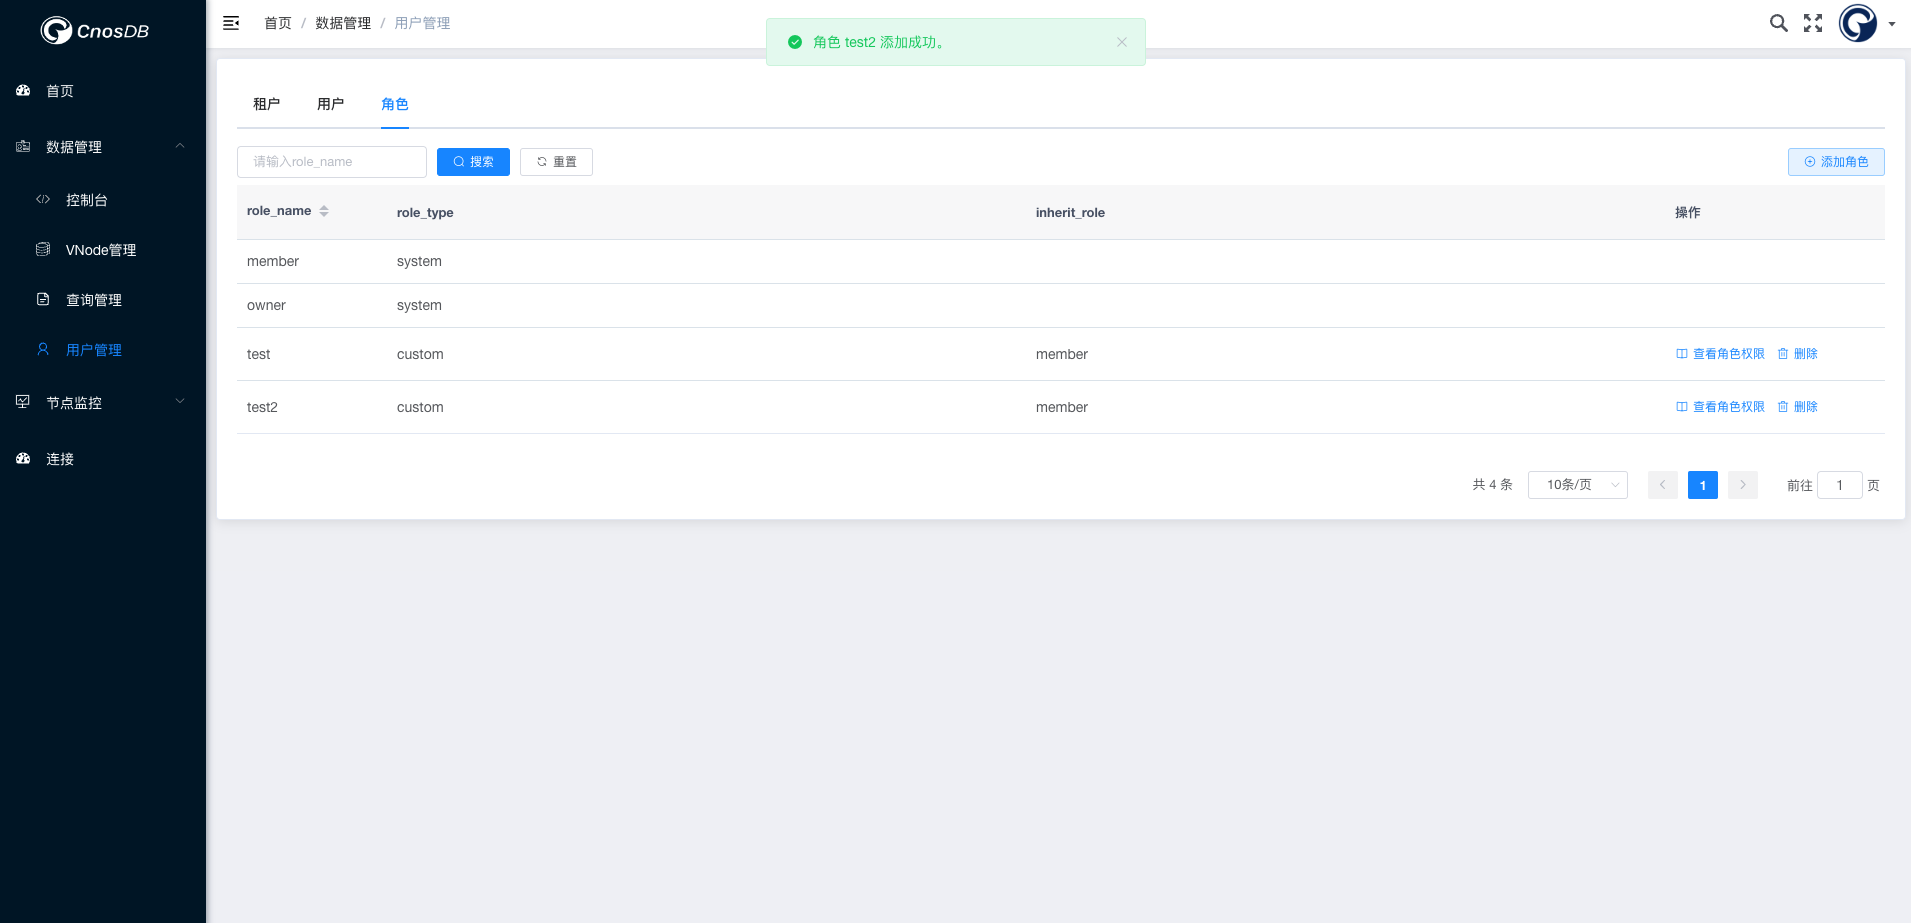 CnosDB
首页
数据管理
控制台
VNode管理
查询管理
用户管理
节点监控
连接
首页 / 数据管理 / 用户管理
角色 test2 添加成功。
租户 用户 角色
请输入role_name 搜索 重置 添加角色
role_name role_type inherit_role 操作
member system
owner system
test custom member 查看角色权限 删除
test2 custom member 查看角色权限 删除
共 4 条 10条/页 1 前往 1 页